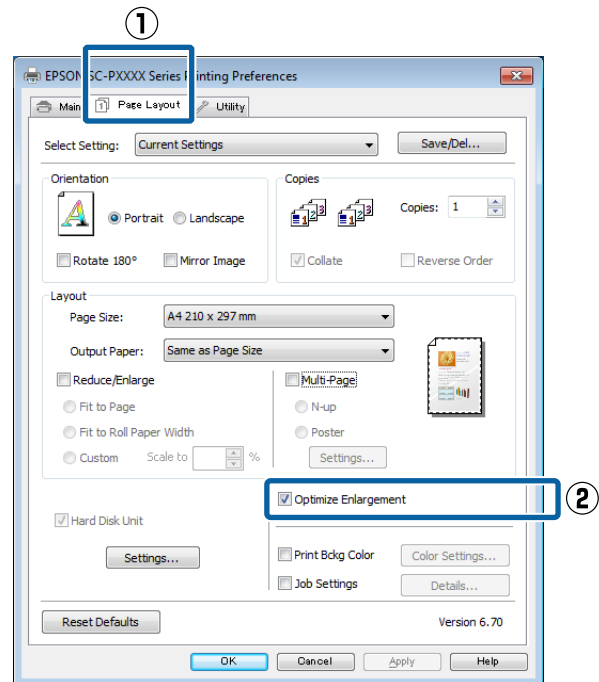 ①
EPSON SC-PXXXX Series Printing Preferences
Main Page Layout Utility
Select Setting: Current Settings Save/Del...
Orientation
Portrait Landscape
Rotate 180° Mirror Image
Copies
Copies: 1
Collate Reverse Order
Layout
Page Size: A4 210 x 297 mm
Output Paper: Same as Page Size
Reduce/Enlarge
Fit to Page
Fit to Roll Paper Width
Custom Scale to %
Multi-Page
N-up
Poster
Settings...
Optimize Enlargement
②
Hard Disk Unit
Settings...
Print Bckg Color Color Settings...
Job Settings Details...
Reset Defaults Version 6.70
OK Cancel Apply Help